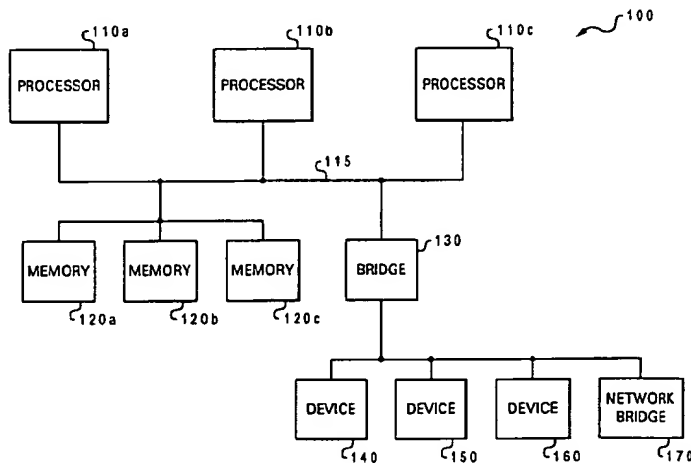 110a
110b
110c
100
PROCESSOR
PROCESSOR
PROCESSOR
115
MEMORY
MEMORY
MEMORY
BRIDGE
130
120a
120b
120c
DEVICE
DEVICE
DEVICE
NETWORK
BRIDGE
140
150
160
170